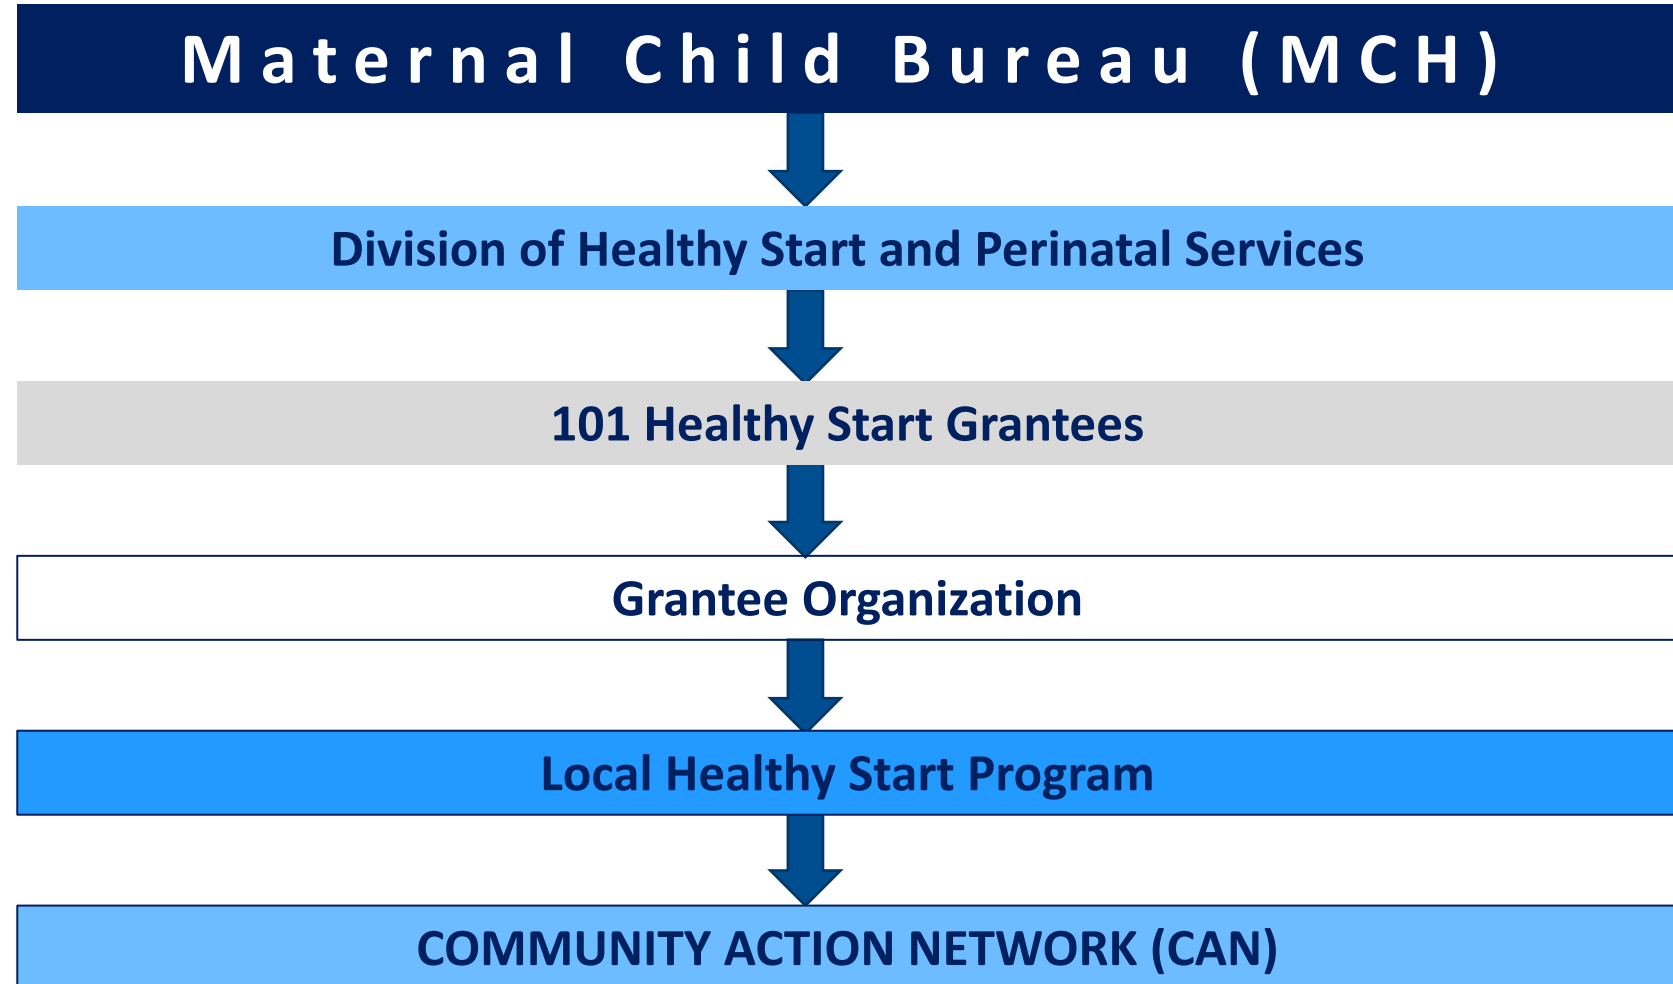 Maternal Child Bureau (MCH)
Division of Healthy Start and Perinatal Services
101 Healthy Start Grantees
Grantee Organization
Local Healthy Start Program
COMMUNITY ACTION NETWORK (CAN)